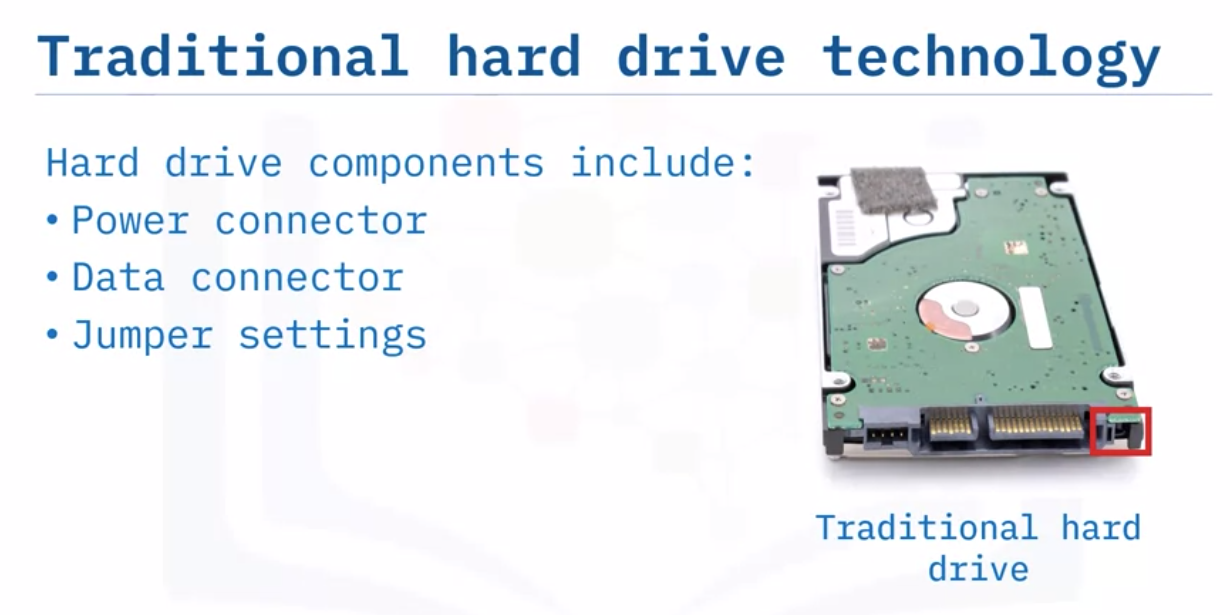 Traditional hard drive technology
Hard drive components include:
• Power connector
• Data connector
• Jumper settings
Traditional hard
drive